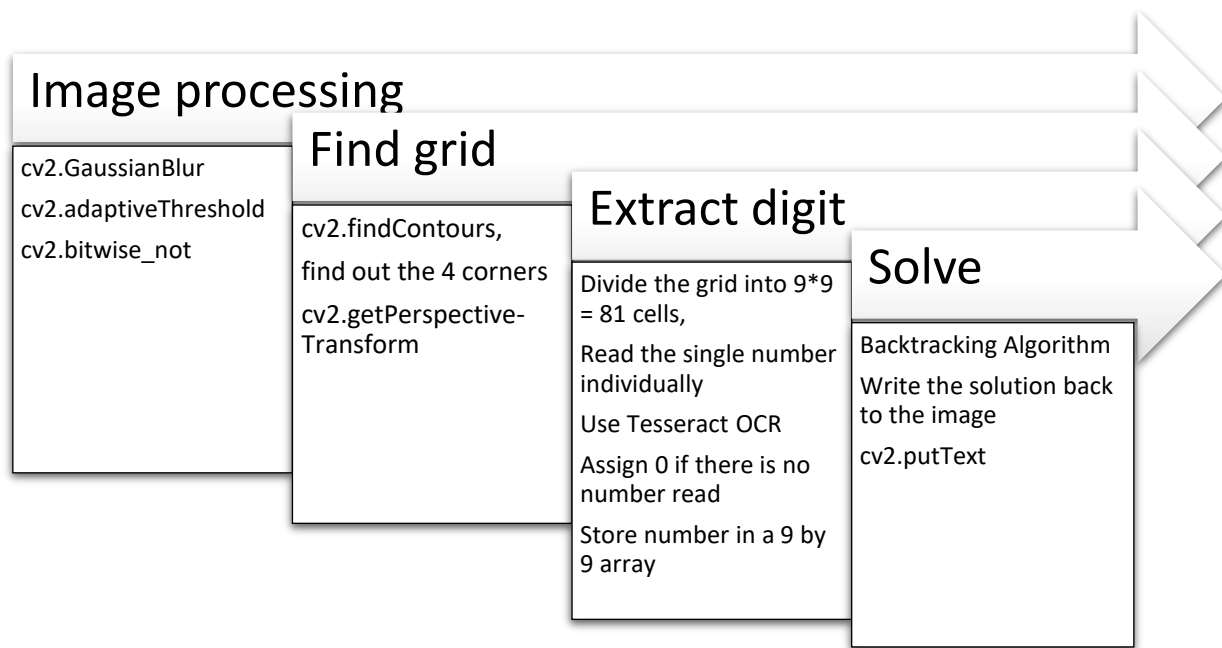 Image processing
cv2.GaussianBlur
cv2.adaptiveThreshold
cv2.bitwise_not
Find grid
cv2.findContours,
find out the 4 corners
cv2.getPerspective-
Transform
Extract digit
Divide the grid into 9*9
= 81 cells,
Read the single number
individually
Use Tesseract OCR
Assign 0 if there is no
number read
Store number in a 9 by
9 array
Solve
Backtracking Algorithm
Write the solution back
to the image
cv2.putText